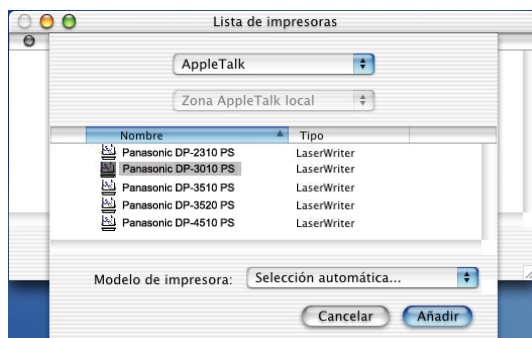 Lista de impresoras
AppleTalk
Zona AppleTalk local
Nombre Tipo
Panasonic DP-2310 PS LaserWriter
Panasonic DP-3010 PS LaserWriter
Panasonic DP-3510 PS LaserWriter
Panasonic DP-3520 PS LaserWriter
Panasonic DP-4510 PS LaserWriter
Modelo de impresora: Selección automática...
Cancelar Añadir